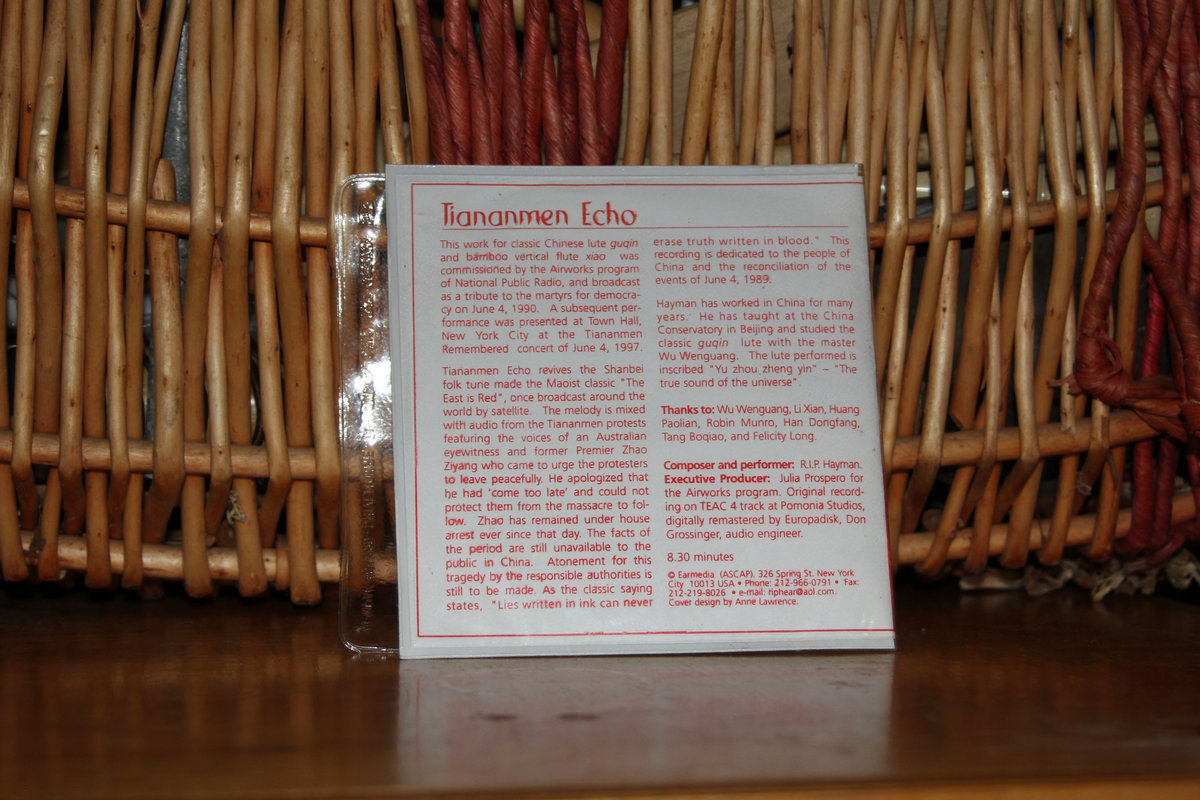 Tiananmen Echo
This work for classic Chinese lute guqin
and bamboo vertical flute xiao was
commissioned by the Airworks program
of National Public Radio, and broadcast
as a tribute to the martyrs for democra-
cy on June 4, 1990. A subsequent per-
formance was presented at Town Hall,
New York City at the Tiananmen
Remembered concert of June 4, 1997.
Tiananmen Echo revives the Shanbei
folk tune made the Maoist classic "The
East is Red", once broadcast around the
world by satellite. The melody is mixed
with audio from the Tiananmen protests
featuring the voices of an Australian
eyewitness and former Premier Zhao
Ziyang who came to urge the protesters
to leave peacefully. He apologized that
he had 'come too late' and could not
protect them from the massacre to fol-
low. Zhao has remained under house
arrest ever since that day. The facts of
the period are still unavailable to the
public in China. Atonement for this
tragedy by the responsible authorities is
still to be made. As the classic saying
states, "Lies written in ink can never
erase truth written in blood." This
recording is dedicated to the people of
China and the reconciliation of the
events of June 4, 1989.
Hayman has worked in China for many
years. He has taught at the China
Conservatory in Beijing and studied the
classic guqin lute with the master
Wu Wenguang. The lute performed is
inscribed "Yu zhou zheng yin" – "The
true sound of the universe".
Thanks to: Wu Wenguang, Li Xian, Huang
Paolian, Robin Munro, Han Dongfang,
Tang Boqiao, and Felicity Long.
Composer and performer: R.I.P. Hayman.
Executive Producer: Julia Prospero for
the Airworks program. Original record-
ing on TEAC 4 track at Pomonia Studios,
digitally remastered by Europadisk, Don
Grossinger, audio engineer.
8.30 minutes
© Earmedia (ASCAP). 326 Spring St. New York
City 10013 USA • Phone: 212-966-0791 • Fax:
212-219-8026 • e-mail: riphear@aol.com.
Cover design by Anne Lawrence.